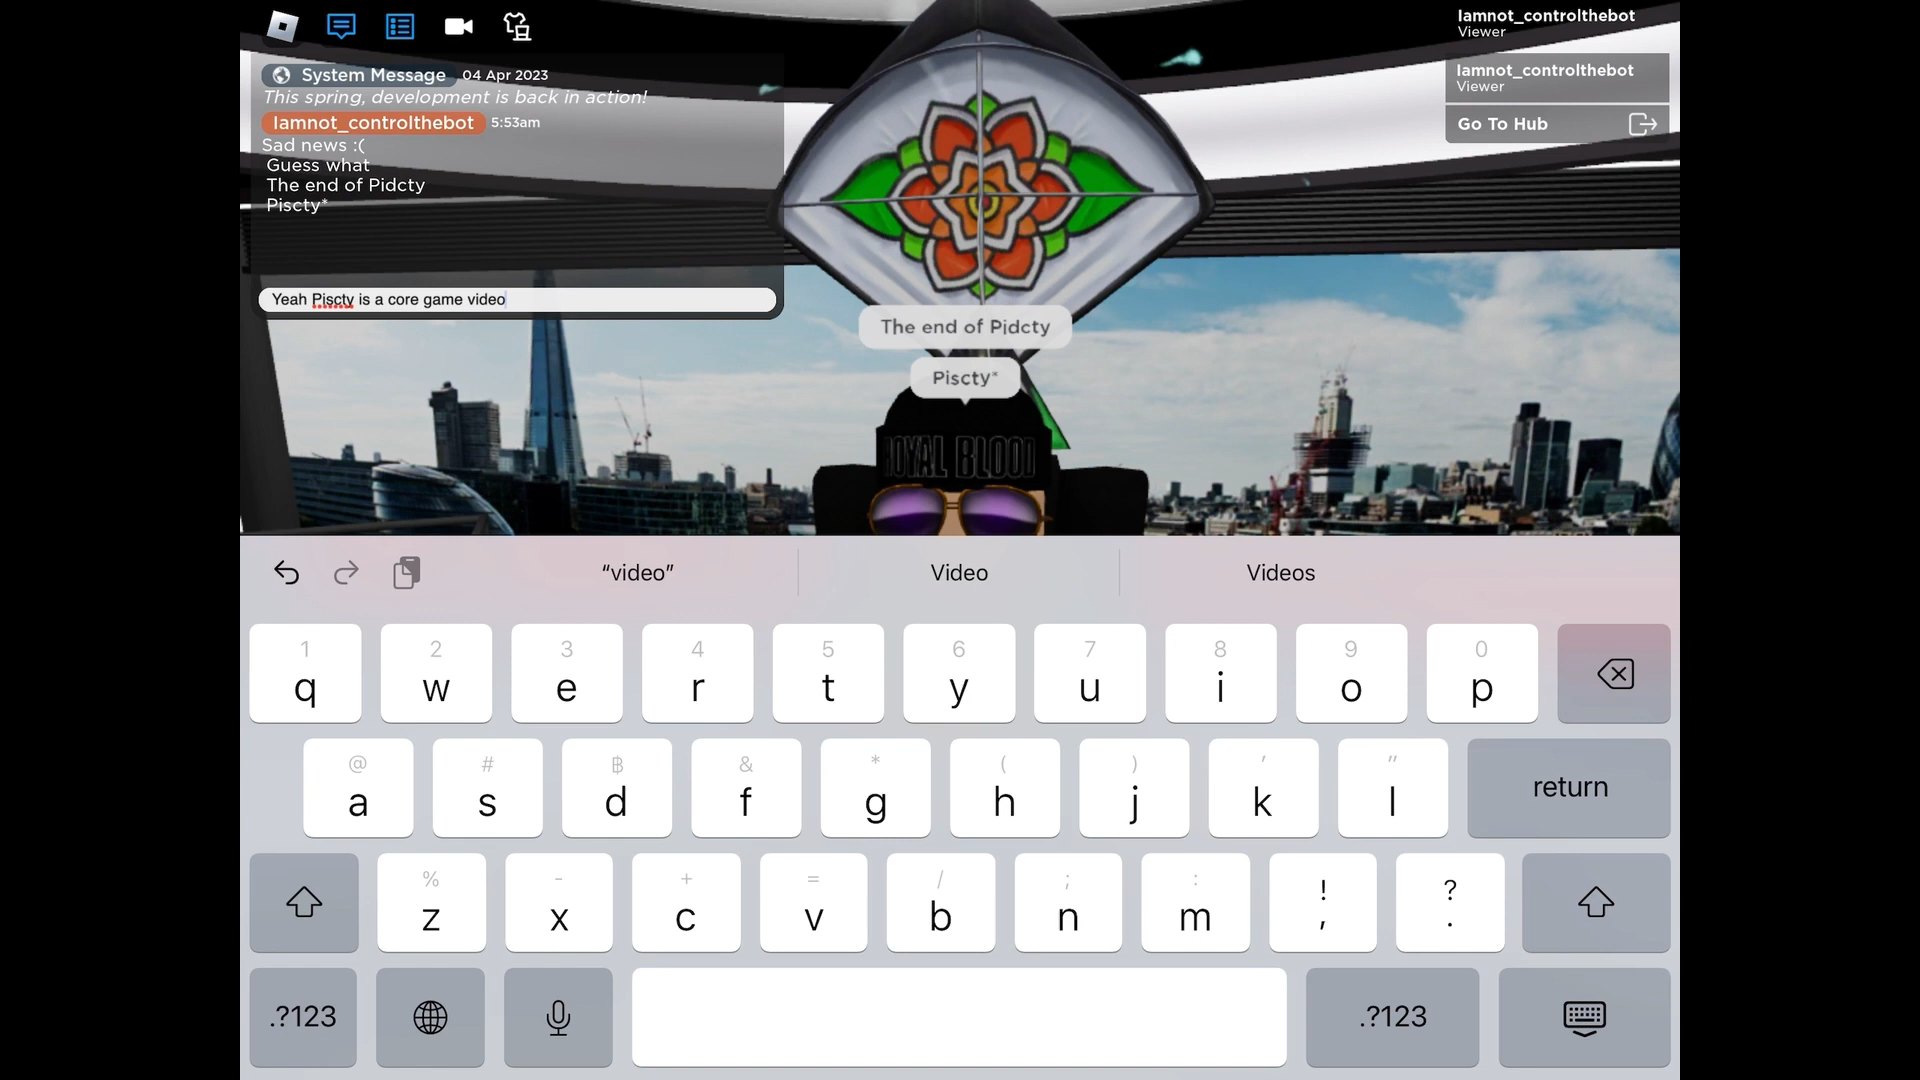 Iamnot_controlthebot
Viewer
System Message 04 Apr 2023
This spring, development is back in action!
Iamnot_controlthebot 5:53am
Sad news :(
Guess what
The end of Pidcty
Piscty*
Yeah Piscty is a core game video
Iamnot_controlthebot
Viewer
Go To Hub
The end of Pidcty
Piscty*
ROYAL BLOOD
“video” Video Videos
1 2 3 4 5 6 7 8 9 0
q w e r t y u i o p
@ # ฿ & * ( ) ' "
a s d f g h j k l return
% - + = / ; : ! ?
z x c v b n m , .
.?123 .?123